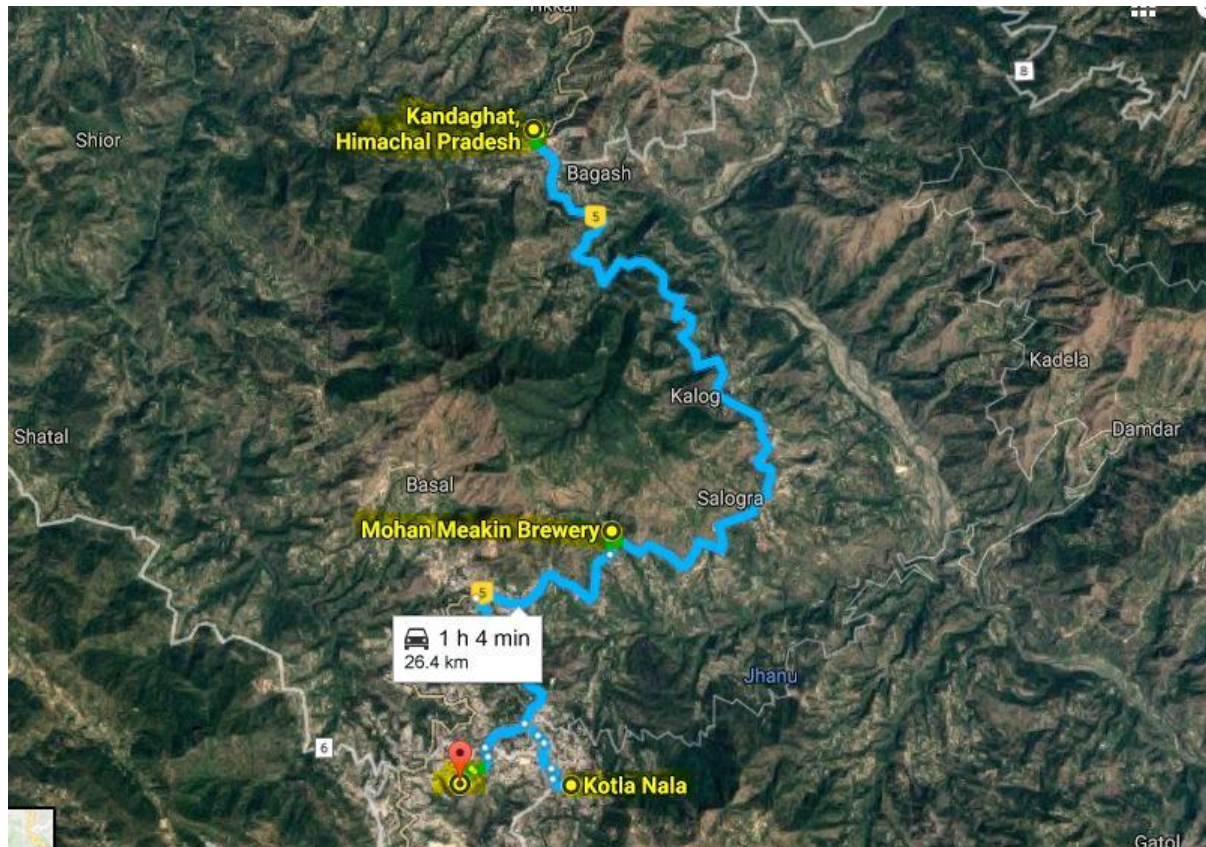 8
Kandaghat,
Himachal Pradesh
Shior
Bagash
5
Kadela
Kalog
Damdar
Shatal
Basal
Salogra
Mohan Meakin Brewery
5
1 h 4 min
26.4 km
Jhanu
6
Kotla Nala
Gatol